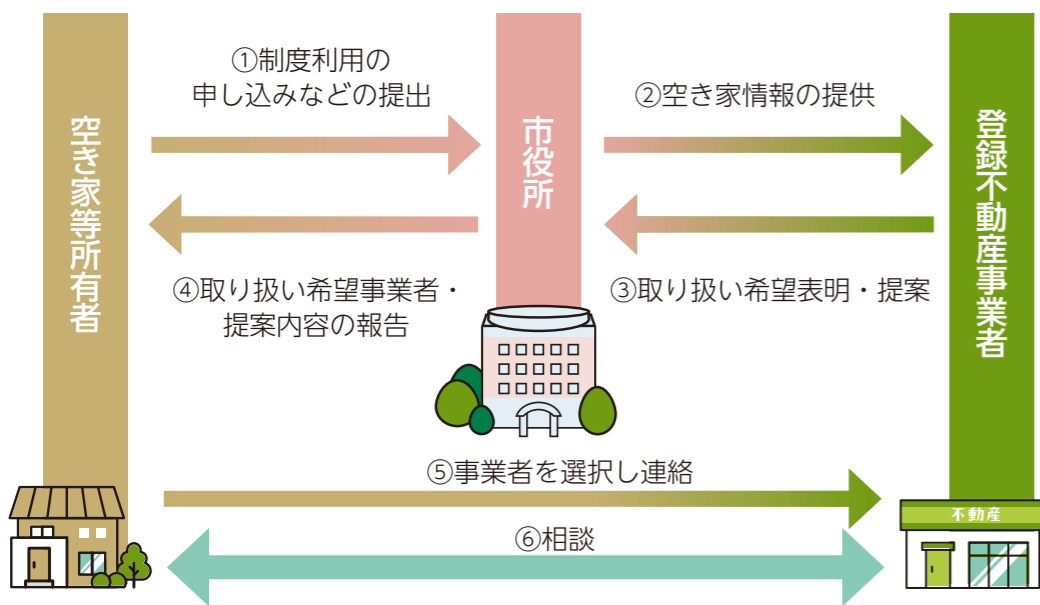 ①制度利用の
申し込みなどの提出
②空き家情報の提供
空き家等所有者
市役所
登録不動産事業者
④取り扱い希望事業者・
提案内容の報告
③取り扱い希望表明・提案
⑤事業者を選択し連絡
不動産
⑥相談